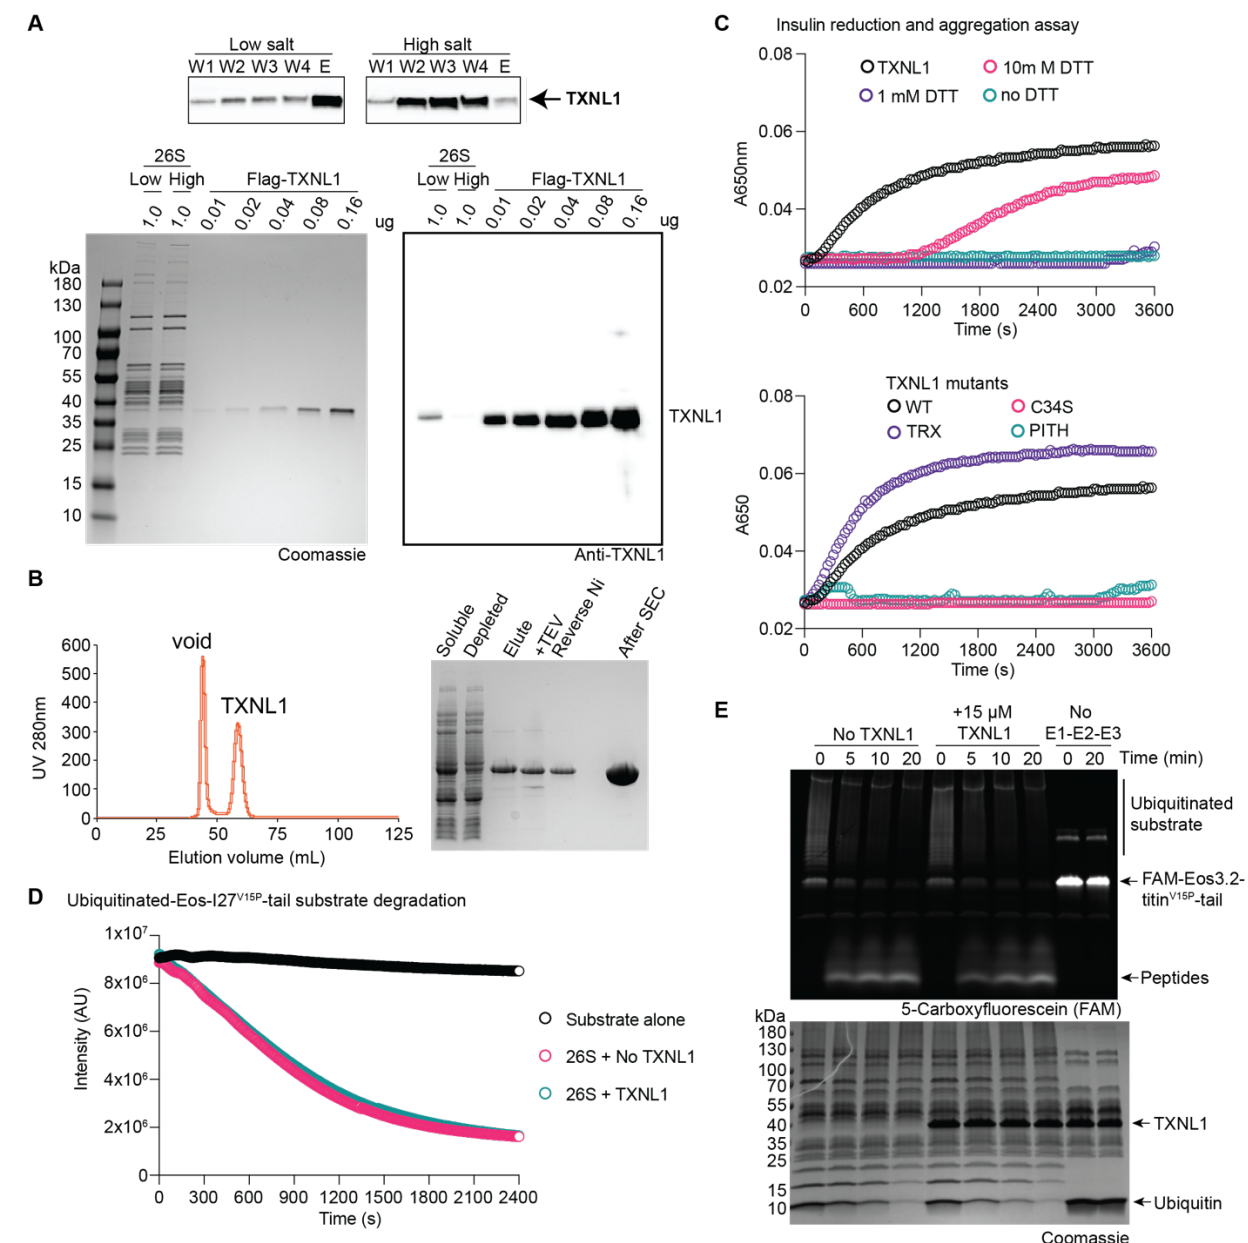 A
Low salt
High salt
W1 W2 W3 W4 E
W1 W2 W3 W4 E
TXNL1
26S
Low High
Flag-TXNL1
1.0 1.0 0.01 0.02 0.04 0.08 0.16 ug
kDa
180
130
100
70
55
40
35
25
15
10
Coomassie
26S
Low High
Flag-TXNL1
1.0 1.0 0.01 0.02 0.04 0.08 0.16 ug
TXNL1
Anti-TXNL1
B
void
TXNL1
UV 280nm
600
500
400
300
200
100
0
0 25 50 75 100 125
Elution volume (mL)
Soluble Depleted Elute +TEV Reverse Ni After SEC
C Insulin reduction and aggregation assay
TXNL1
10m M DTT
1 mM DTT
no DTT
A650nm
0.08
0.06
0.04
0.02
0 600 1200 1800 2400 3000 3600
Time (s)
TXNL1 mutants
WT
C34S
TRX
PITH
A650
0.08
0.06
0.04
0.02
0 600 1200 1800 2400 3000 3600
Time (s)
D Ubiquitinated-Eos-I27V15P-tail substrate degradation
Intensity (AU)
1x10⁷
8x10⁶
6x10⁶
4x10⁶
2x10⁶
0
0 300 600 900 1200 1500 1800 2100 2400
Time (s)
Substrate alone
26S + No TXNL1
26S + TXNL1
E
No TXNL1
+15 µM
TXNL1
No
E1-E2-E3
0 5 10 20 0 5 10 20 0 20 Time (min)
Ubiquitinated
substrate
FAM-Eos3.2-
titinV15P-tail
Peptides
5-Carboxyfluorescein (FAM)
kDa
180
130
100
70
55
40
35
25
15
10
TXNL1
Ubiquitin
Coomassie